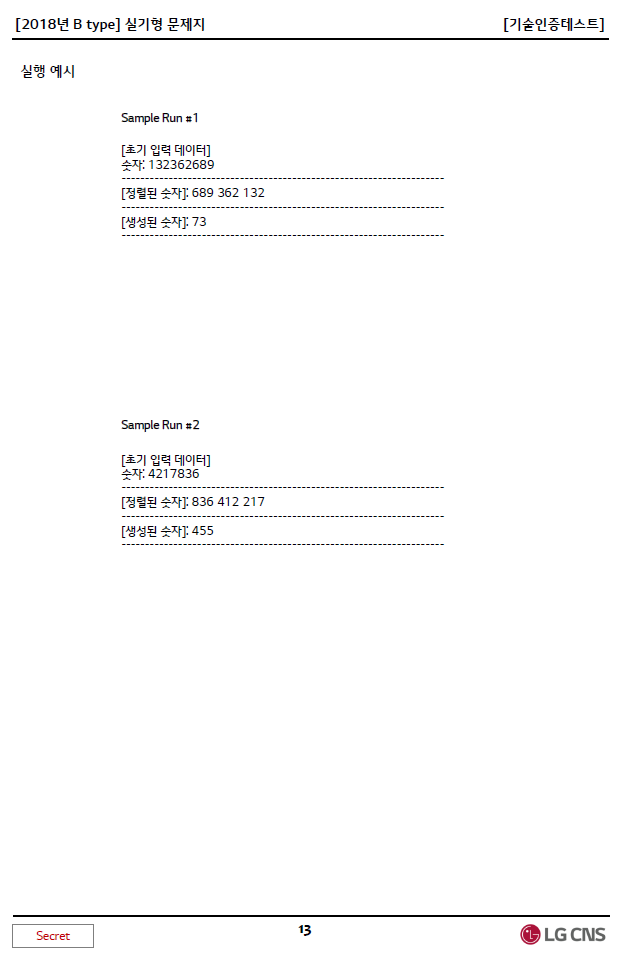 [2018년 B type] 실기형 문제지 [기술인증테스트]
실행 예시
Sample Run #1
[초기 입력 데이터]
숫자: 132362689
--------------------------------------------------------------------
[정렬된 숫자]: 689 362 132
--------------------------------------------------------------------
[생성된 숫자]: 73
--------------------------------------------------------------------
Sample Run #2
[초기 입력 데이터]
숫자: 4217836
--------------------------------------------------------------------
[정렬된 숫자]: 836 412 217
--------------------------------------------------------------------
[생성된 숫자]: 455
--------------------------------------------------------------------
Secret 13 LG CNS